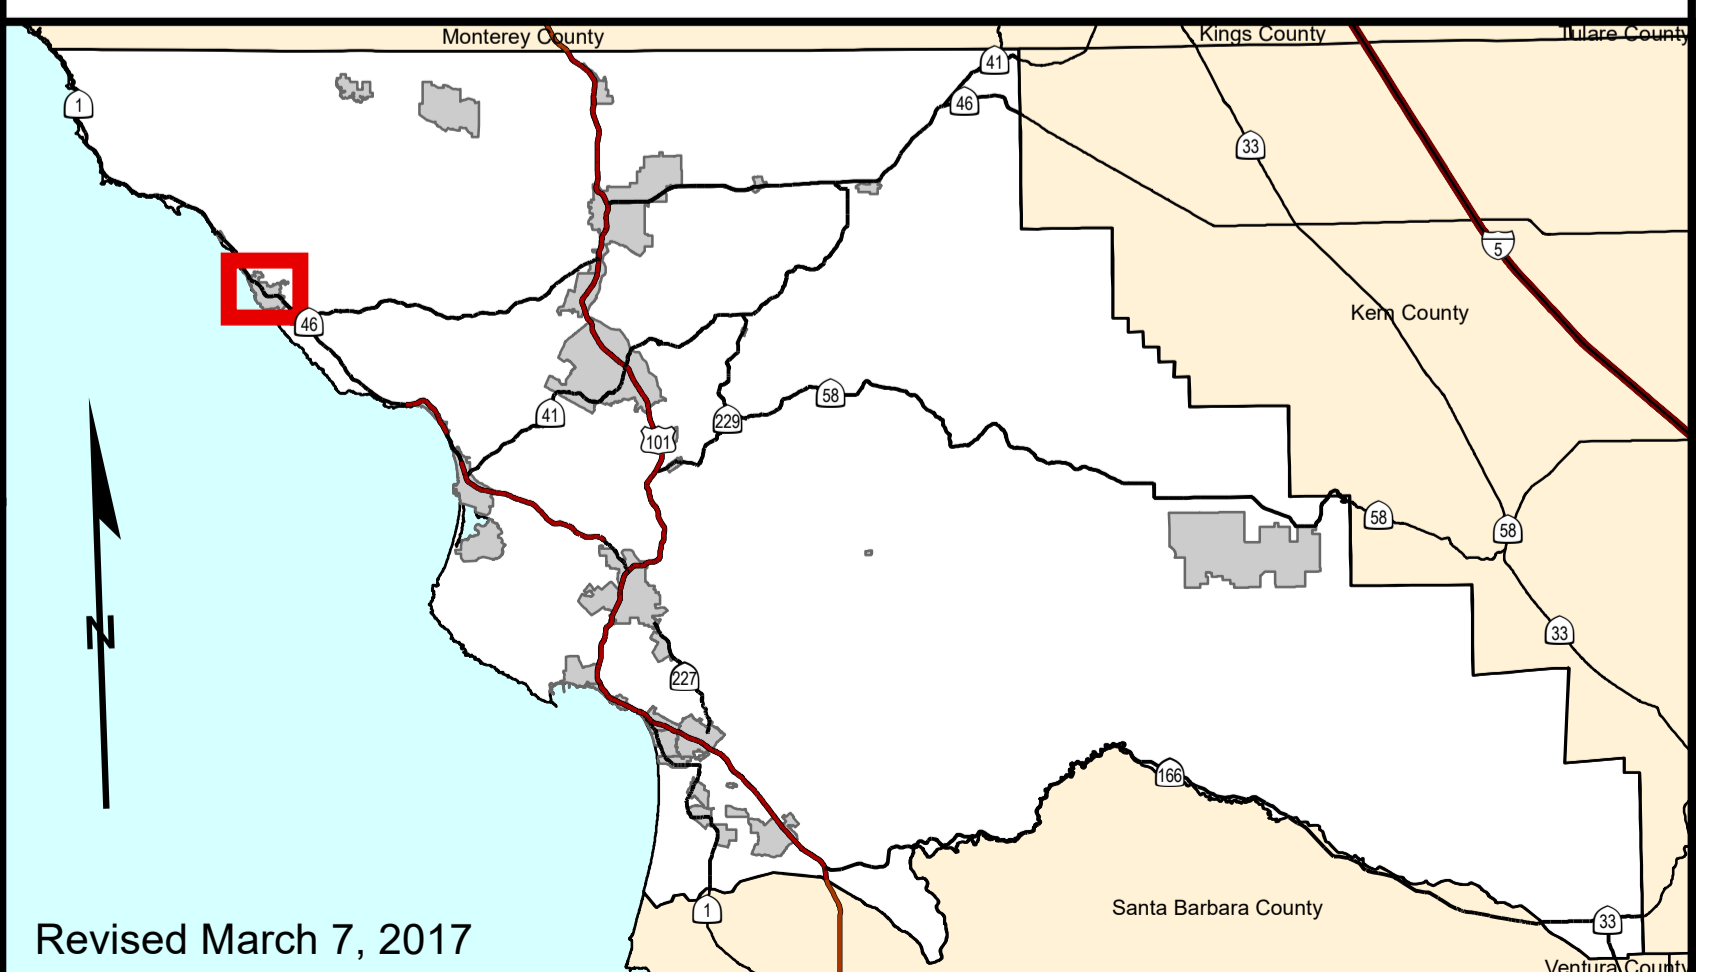 Monterey County
Kings County
Tulare County
41
1
46
33
5
Kern County
46
58
41
229
101
58
58
N
33
227
166
Santa Barbara County
1
33
Revised March 7, 2017
Ventura County